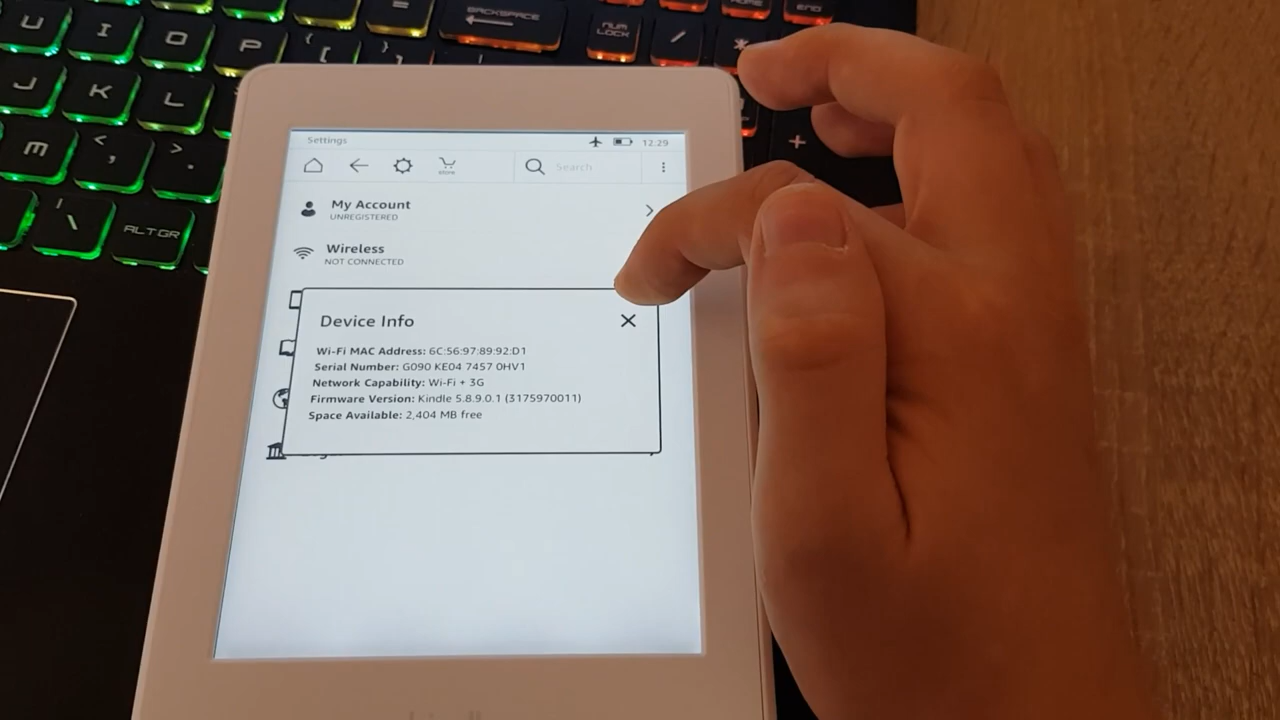 U I O P { [ } ] = BACKSPACE NUM LOCK / * HOME END
J K L
M < , > . +
\ ALT GR
Settings 12:29
store Search
My Account
UNREGISTERED
Wireless
NOT CONNECTED
Device Info
Wi-Fi MAC Address: 6C:56:97:89:92:D1
Serial Number: G090 KE04 7457 0HV1
Network Capability: Wi-Fi + 3G
Firmware Version: Kindle 5.8.9.0.1 (3175970011)
Space Available: 2,404 MB free